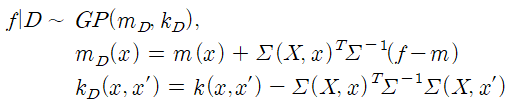 f|D ∼ GP(m_D, k_D),
m_D(x) = m(x) + Σ(X, x)^T Σ^{-1}(f − m)
k_D(x, x′) = k(x, x′) − Σ(X, x)^T Σ^{-1} Σ(X, x′)